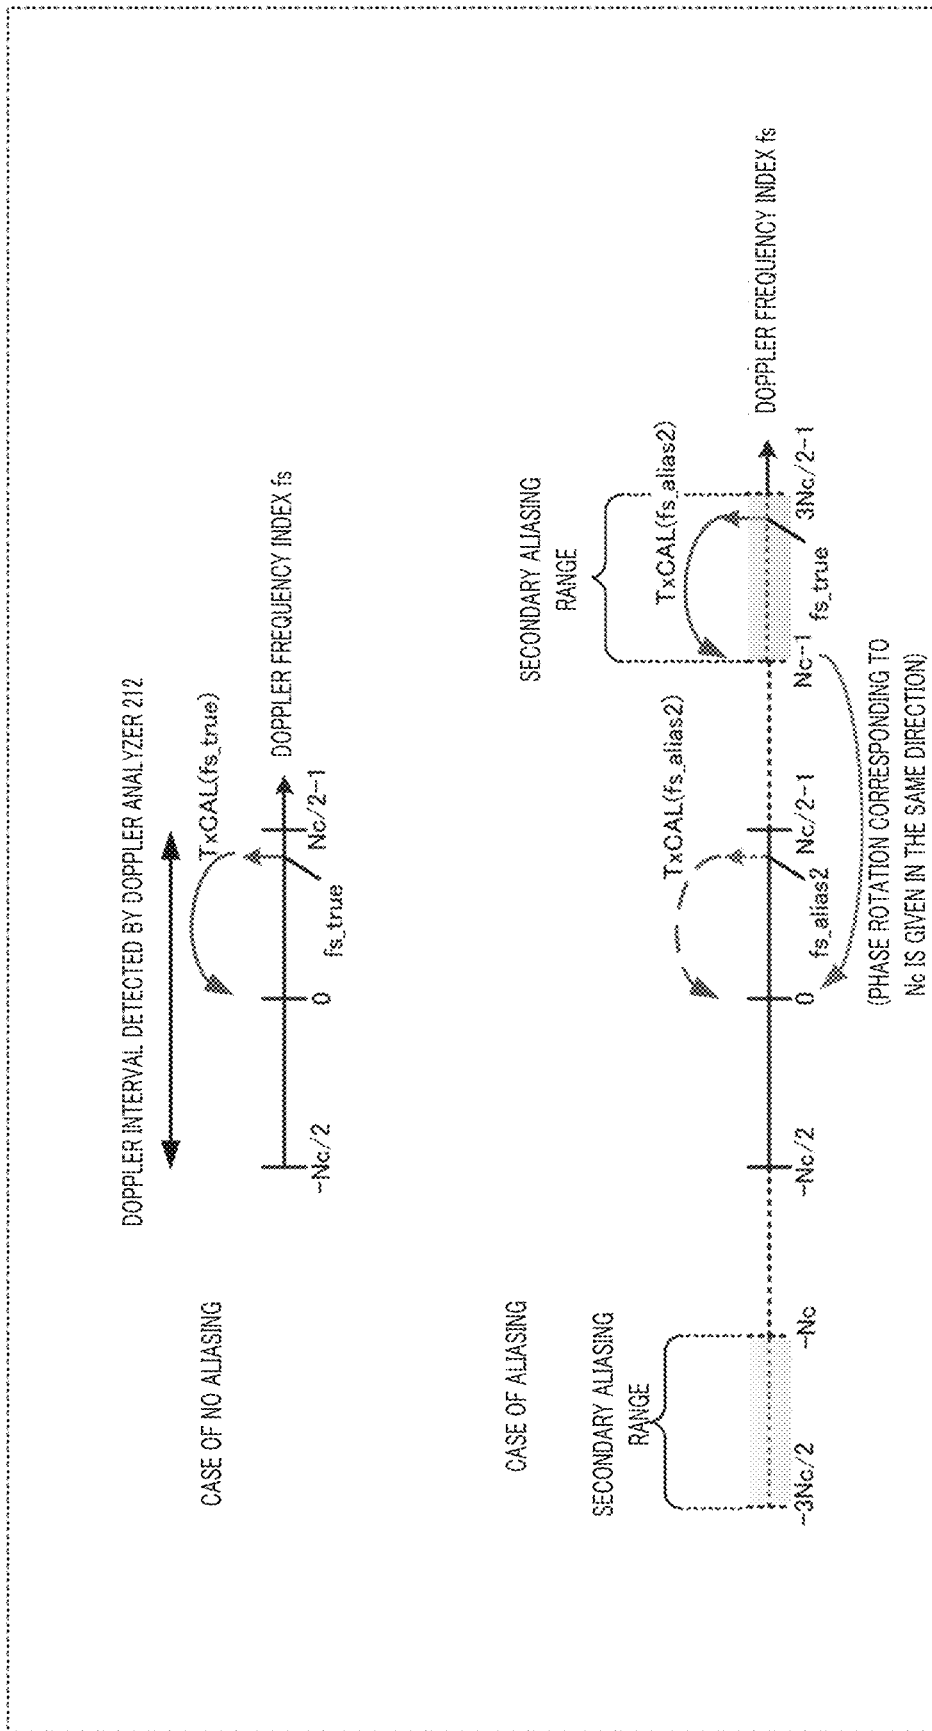 DOPPLER INTERVAL DETECTED BY DOPPLER ANALYZER 212
CASE OF NO ALIASING
TxCAL(fs_true)
DOPPLER FREQUENCY INDEX fs
-Nc/2
0
Nc/2-1
fs_true
CASE OF ALIASING
SECONDARY ALIASING
RANGE
SECONDARY ALIASING
RANGE
TxCAL(fs_alias2)
TxCAL(fs_alias2)
DOPPLER FREQUENCY INDEX fs
-3Nc/2
-Nc
-Nc/2
0
Nc/2-1
Nc-1
3Nc/2-1
fs_alias2
fs_true
(PHASE ROTATION CORRESPONDING TO
Nc IS GIVEN IN THE SAME DIRECTION)